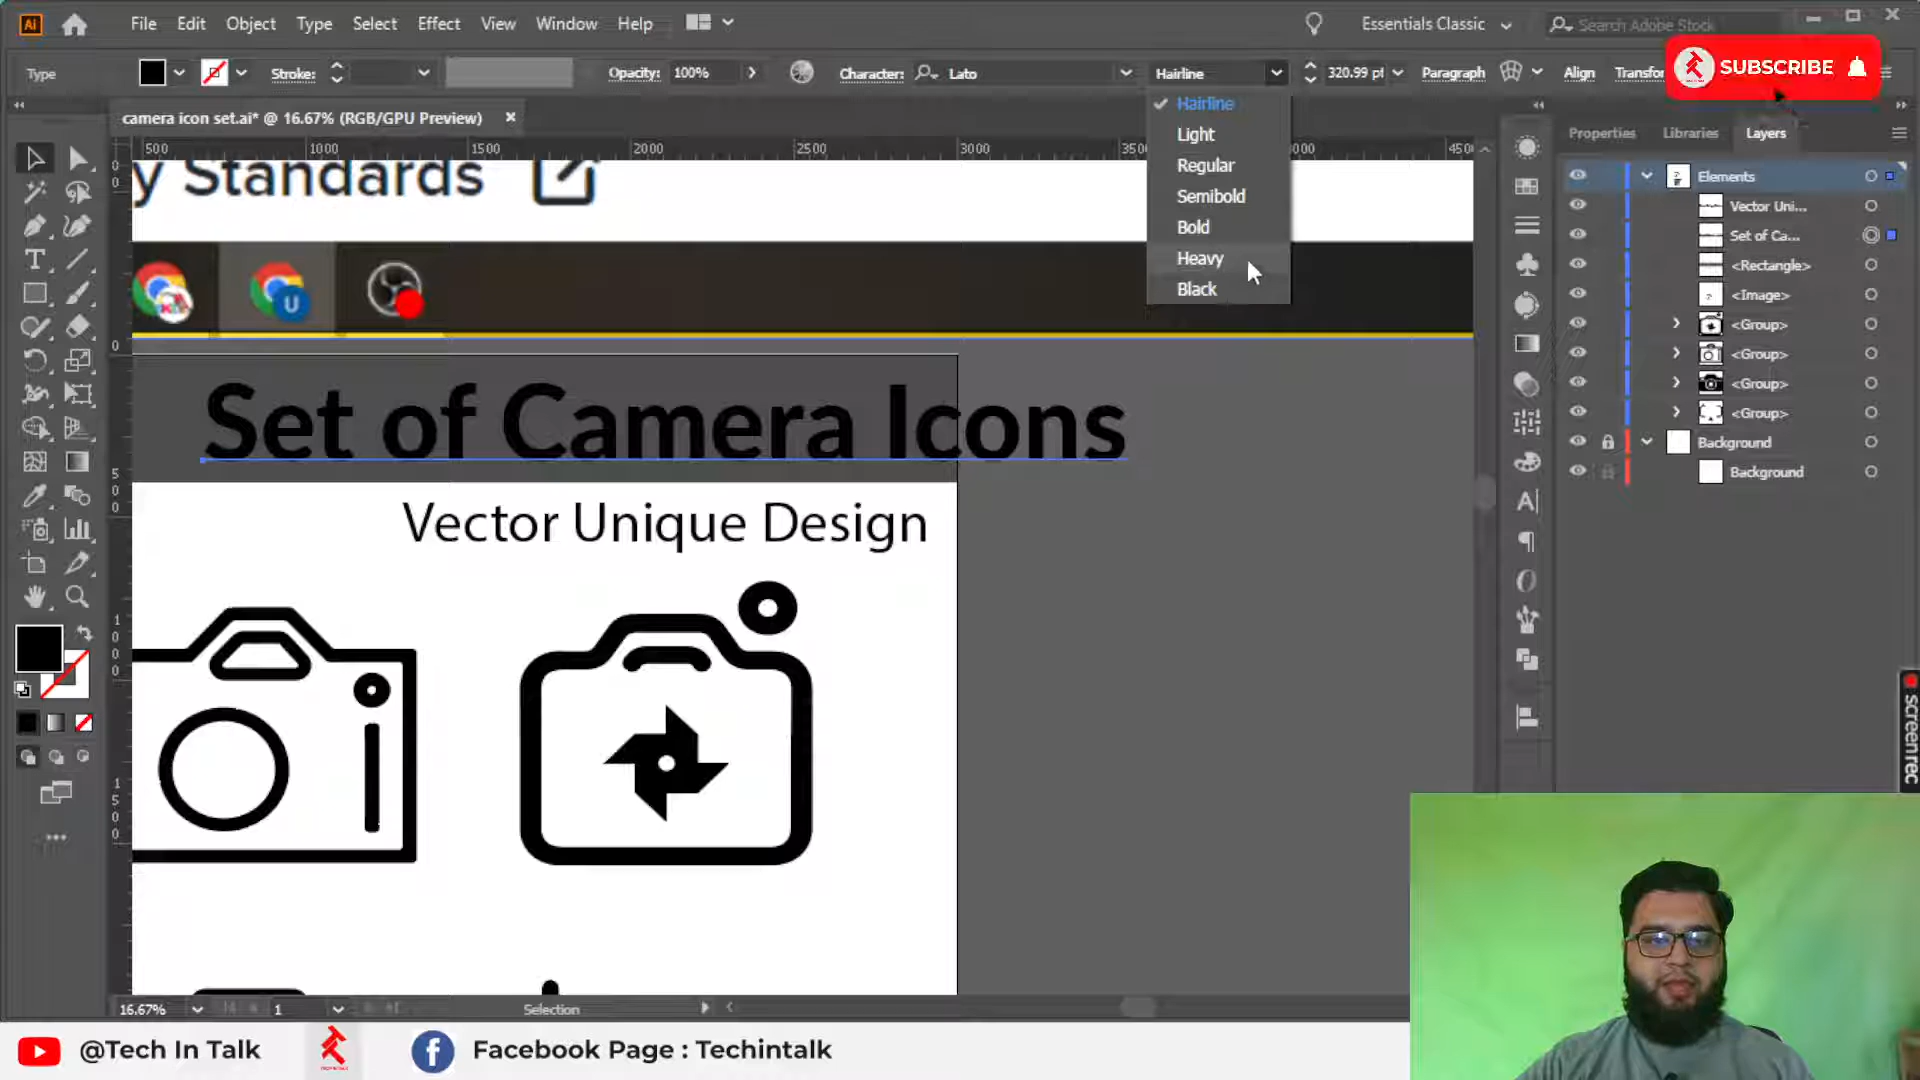 Ai File Edit Object Type Select Effect View Window Help Essentials Classic Search Adobe Stock
Type Stroke: Opacity: 100% Character: Lato Hairline 320.99 pt Paragraph Align Transfor
SUBSCRIBE
camera icon set.ai* @ 16.67% (RGB/GPU Preview)
Hairline
Light
Regular
Semibold
Bold
Heavy
Black
Properties Libraries Layers
500 1000 1500 2000 2500 3000 4500
y Standards
U
Set of Camera Icons
Vector Unique Design
Elements
Vector Uni...
Set of Ca...
<Rectangle>
<Image>
<Group>
<Group>
<Group>
<Group>
Background
Background
16.67% 1 Selection
screen rec
@Tech In Talk
Facebook Page : Techintalk